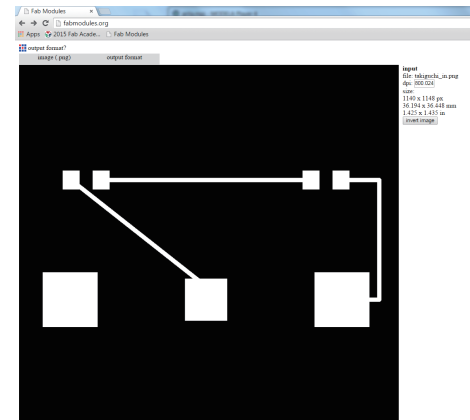 Fab Modules
fabmodules.org
Apps 2015 Fab Acade... Fab Modules
output format?
image (.png) output format
input
file: takiguchi_in.png
dpi: 800.024
size:
1140 x 1148 px
36.194 x 36.448 mm
1.425 x 1.435 in
invert image